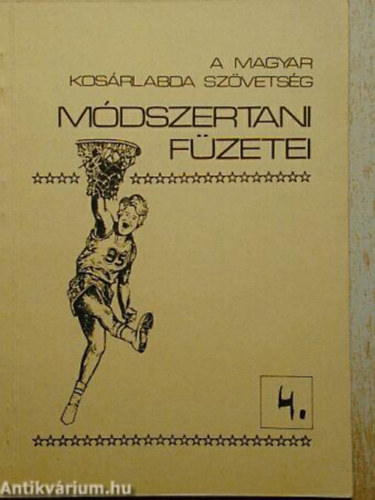 A MAGYAR
KOSÁRLABDA SZÖVETSÉG
MÓDSZERTANI
FÜZETEI
95
4.
Antikvárium.hu